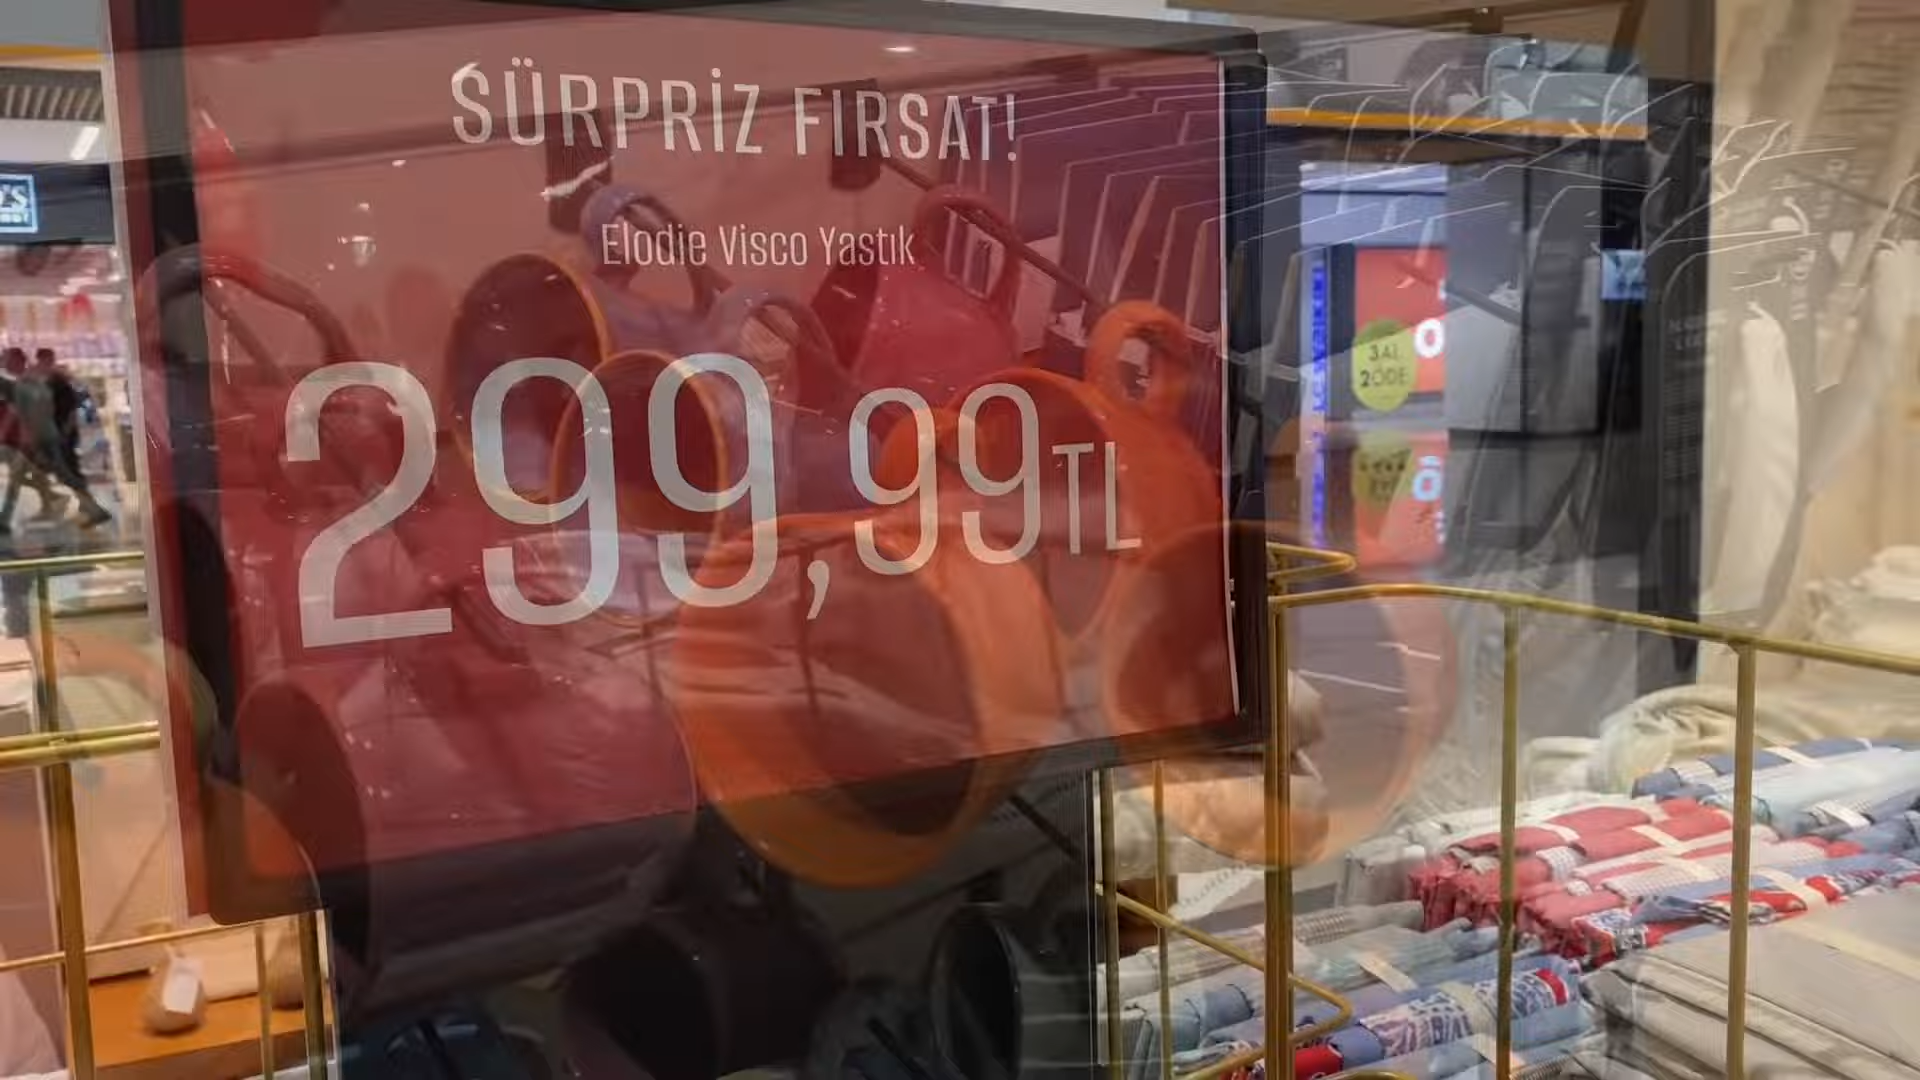 SÜRPRİZ FIRSAT!
Elodie Visco Yastık
299,99TL
3 AL
2 ÖDE